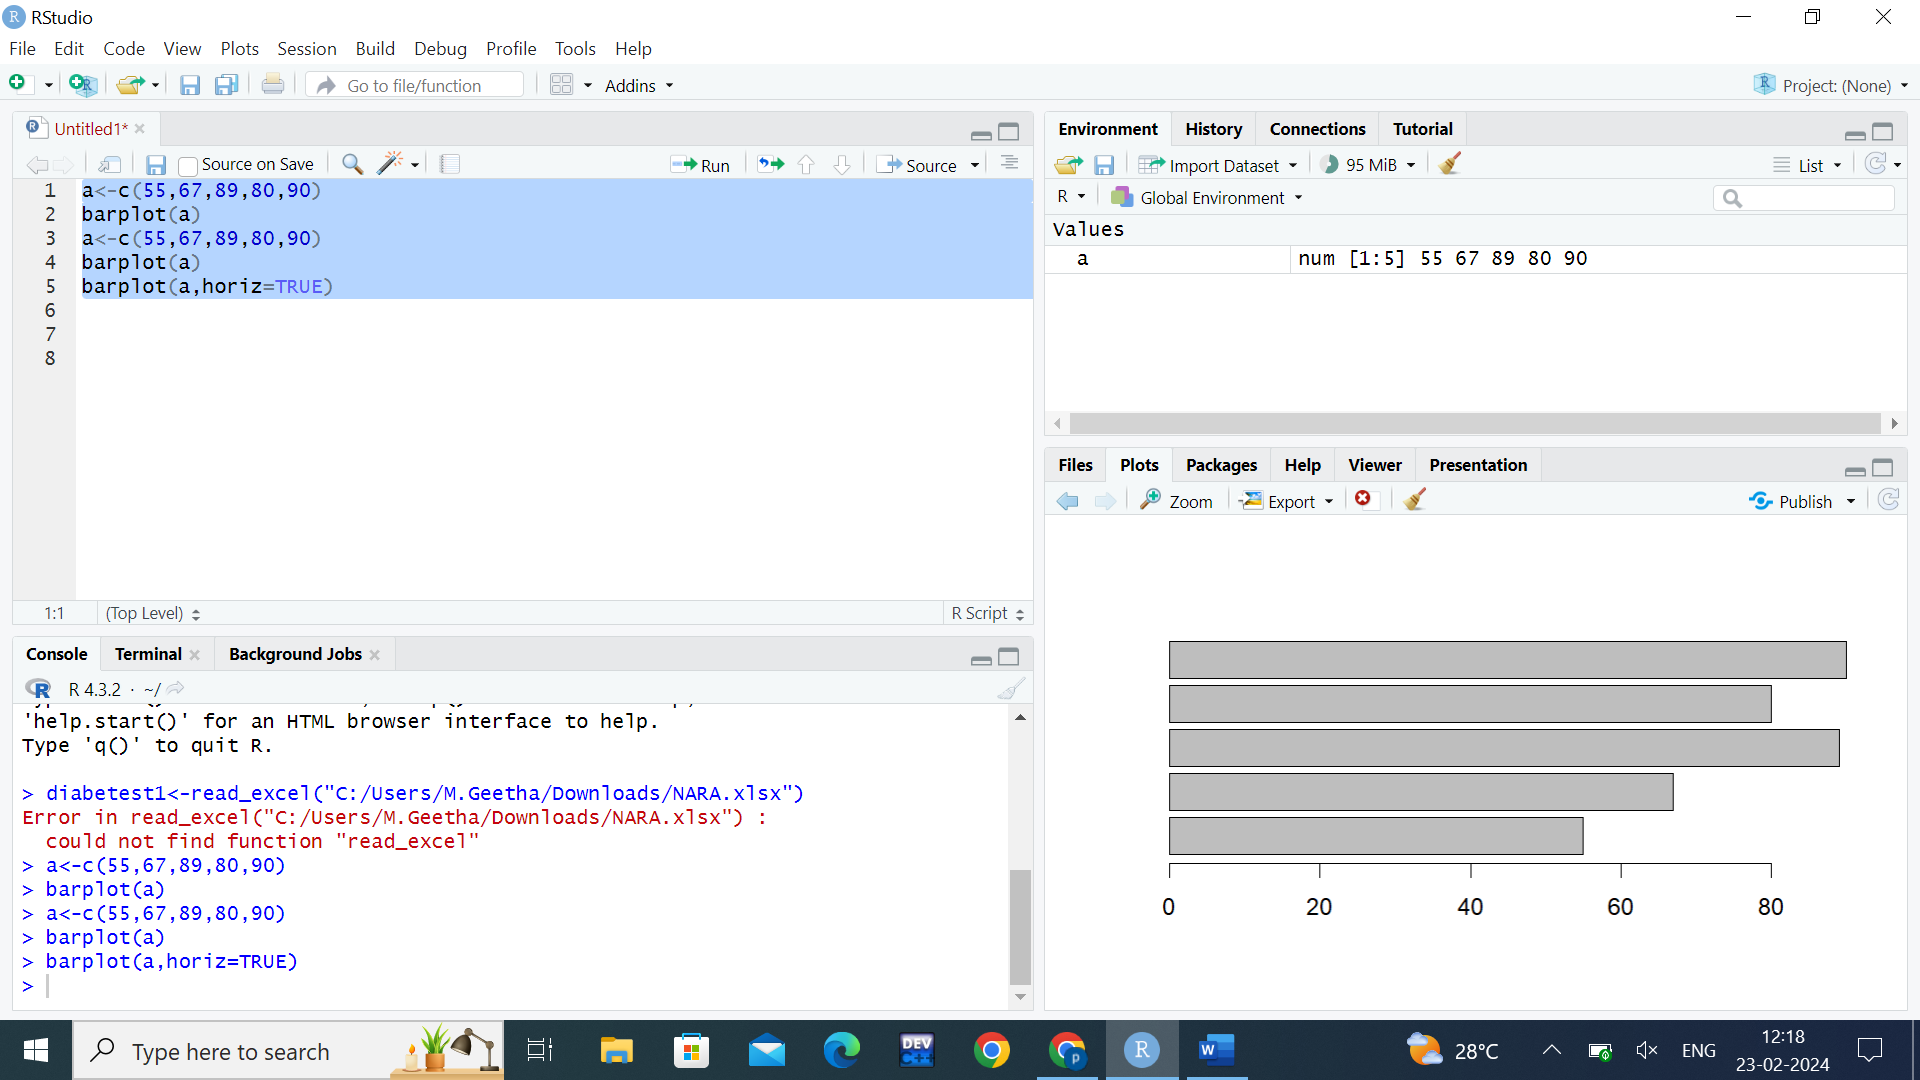 RStudio
File Edit Code View Plots Session Build Debug Profile Tools Help
Go to file/function Addins Project: (None)
Untitled1*
Source on Save Run Source
1 a<-c(55,67,89,80,90)
2 barplot(a)
3 a<-c(55,67,89,80,90)
4 barplot(a)
5 barplot(a,horiz=TRUE)
6
7
8
1:1 (Top Level) R Script
Console Terminal Background Jobs
R 4.3.2 · ~/
'help.start()' for an HTML browser interface to help.
Type 'q()' to quit R.
> diabetest1<-read_excel("C:/Users/M.Geetha/Downloads/NARA.xlsx")
Error in read_excel("C:/Users/M.Geetha/Downloads/NARA.xlsx") :
could not find function "read_excel"
> a<-c(55,67,89,80,90)
> barplot(a)
> a<-c(55,67,89,80,90)
> barplot(a)
> barplot(a,horiz=TRUE)
>
Environment History Connections Tutorial
Import Dataset 95 MiB List
R Global Environment
Values
a num [1:5] 55 67 89 80 90
Files Plots Packages Help Viewer Presentation
Zoom Export Publish
0 20 40 60 80
Type here to search
DEV
C++
P
R
W
28°C
ENG
12:18
23-02-2024